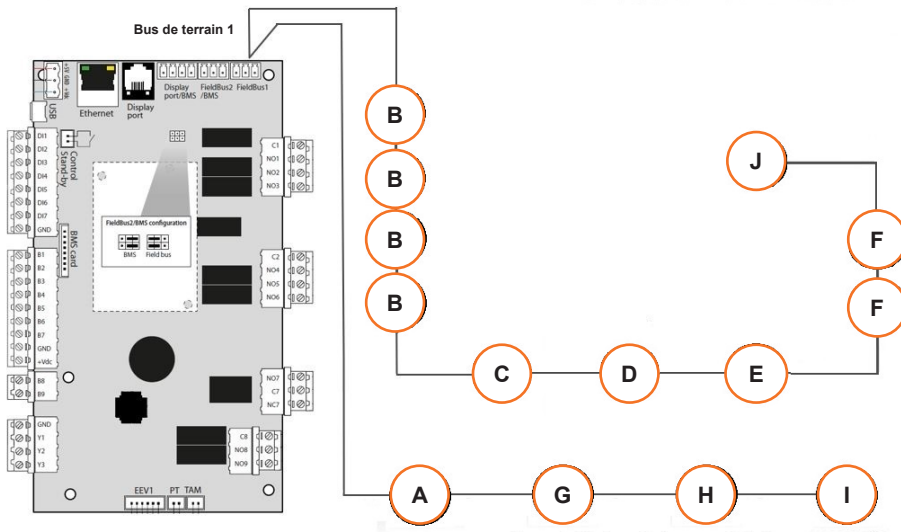 Bus de terrain 1
+5V GND +Vdc
USB
Ethernet
Display
port
Display
port/BMS
FieldBus2
/BMS
FieldBus1
Control
Stand-by
DI1
DI2
DI3
DI4
DI5
DI6
DI7
GND
BMS card
B1
B2
B3
B4
B5
B6
B7
GND
+Vdc
B8
B9
GND
Y1
Y2
Y3
FieldBus2/BMS configuration
BMS
Field bus
C1
NO1
NO2
NO3
C2
NO4
NO5
NO6
NO7
C7
NC7
C8
NO8
NO9
EEV1
PT
TAM
B
B
B
B
C
D
E
F
F
J
A
G
H
I